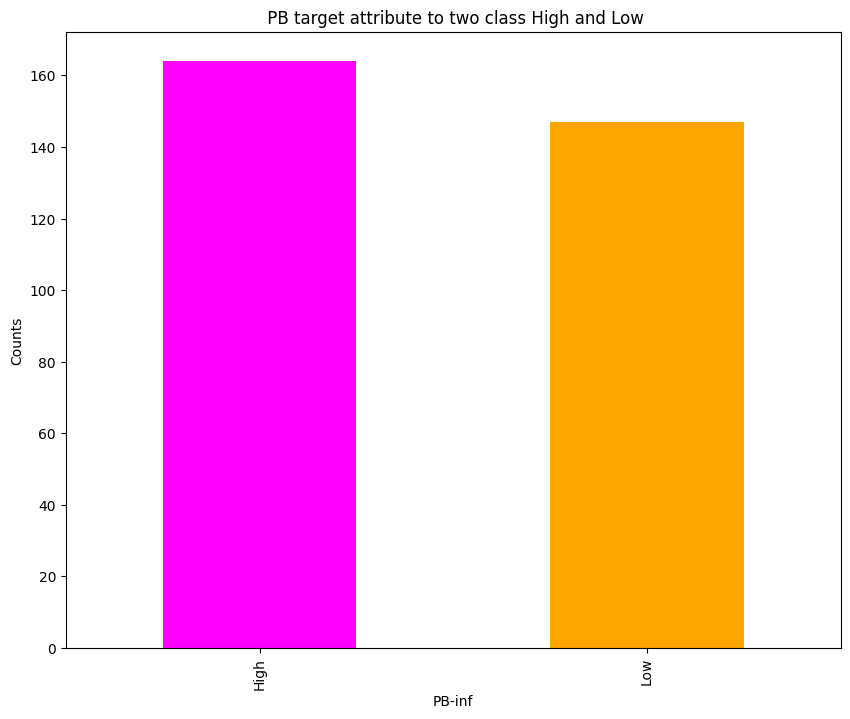 PB target attribute to two class High and Low
160
140
120
100
80
60
40
20
0
Counts
High
Low
PB-inf